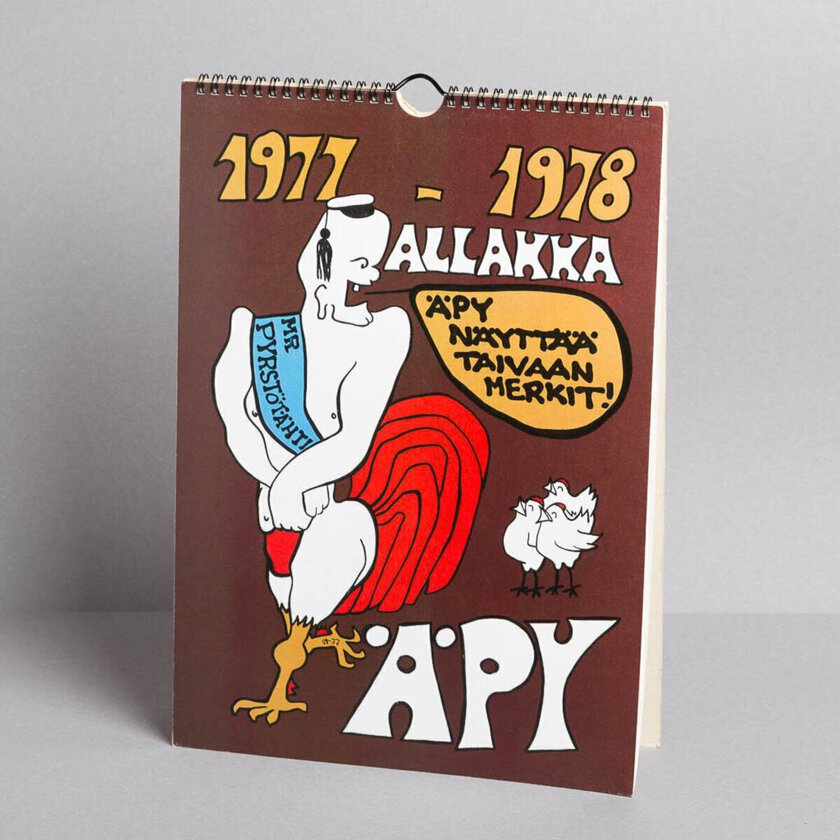 1977 - 1978
ALLAKKA
ÄPY
NÄYTTÄÄ
TAIVAAN
MERKIT!
MR
PYRSTÖTÄHTI
ÄPY